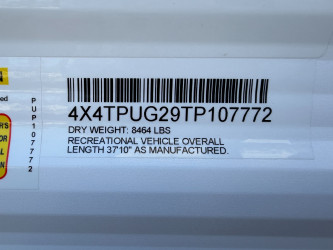 4X4TPUG29TP107772
DRY WEIGHT: 8464 LBS
RECREATIONAL VEHICLE OVERALL
LENGTH 37'10" AS MANUFACTURED.
PUP107772